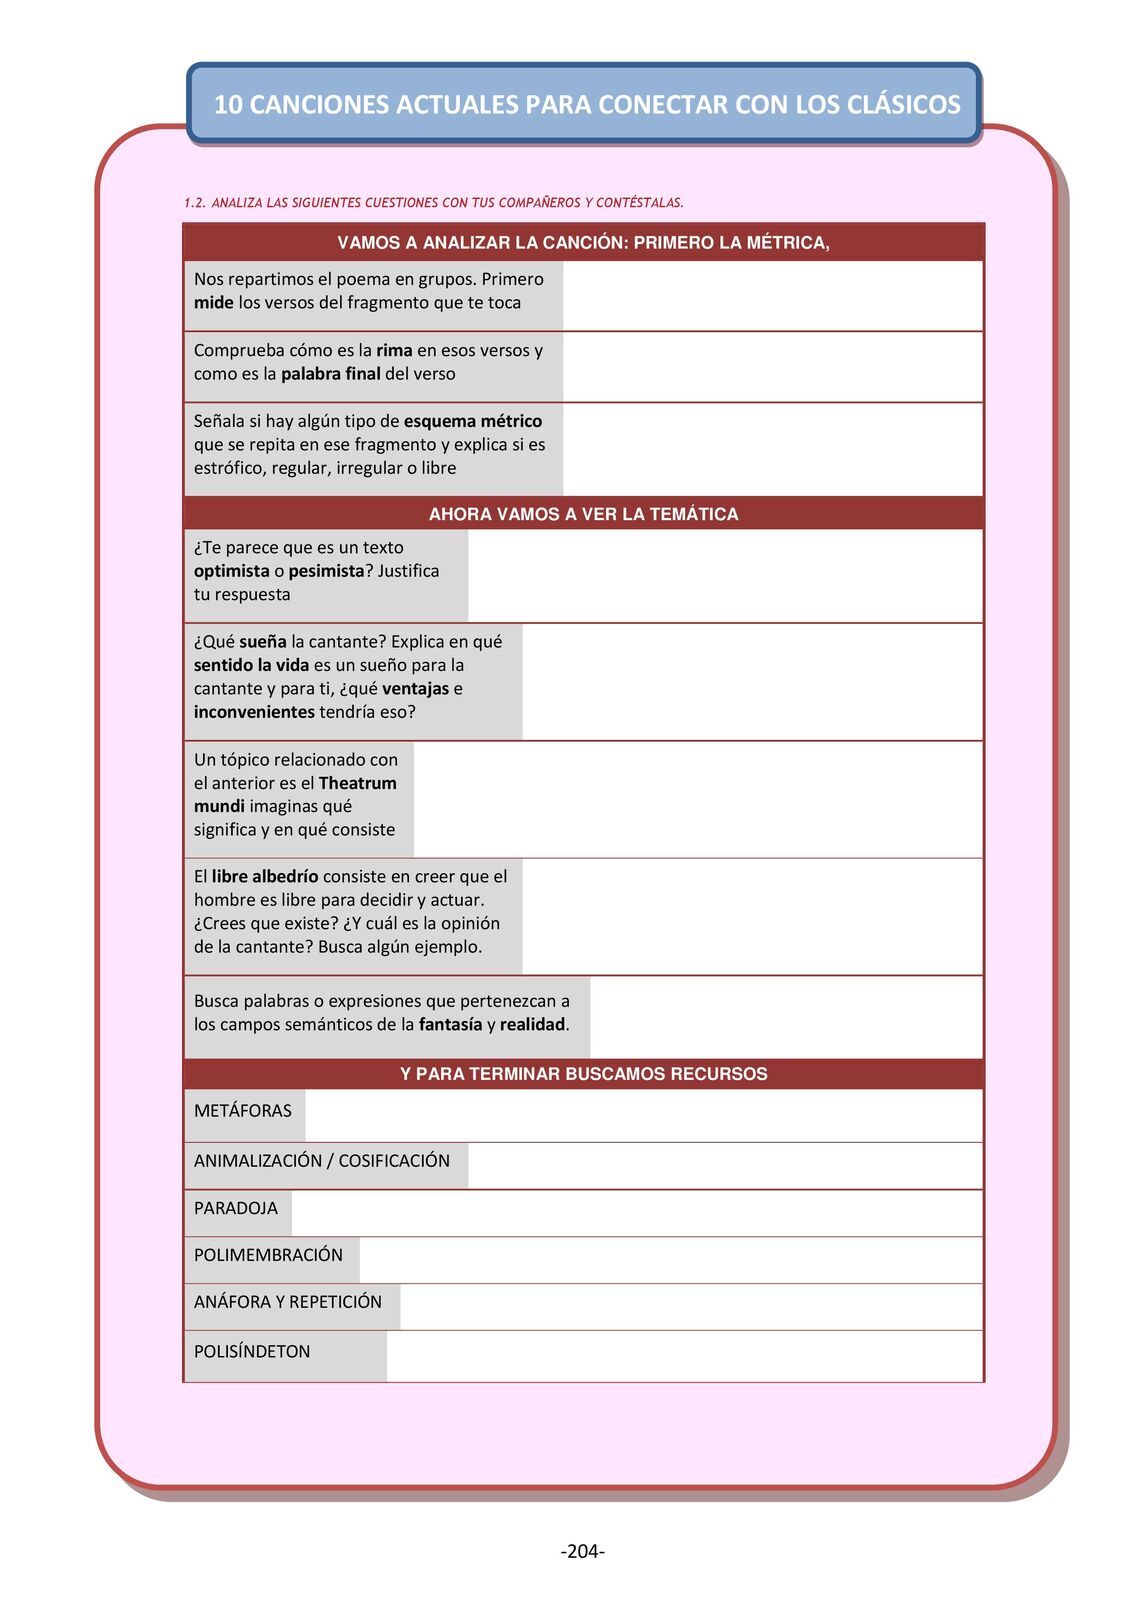 10 CANCIONES ACTUALES PARA CONECTAR CON LOS CLÁSICOS
1.2. ANALIZA LAS SIGUIENTES CUESTIONES CON TUS COMPAÑEROS Y CONTÉSTALAS.
VAMOS A ANALIZAR LA CANCIÓN: PRIMERO LA MÉTRICA,
Nos repartimos el poema en grupos. Primero
mide los versos del fragmento que te toca
Comprueba cómo es la rima en esos versos y
como es la palabra final del verso
Señala si hay algún tipo de esquema métrico
que se repita en ese fragmento y explica si es
estrófico, regular, irregular o libre
AHORA VAMOS A VER LA TEMÁTICA
¿Te parece que es un texto
optimista o pesimista? Justifica
tu respuesta
¿Qué sueña la cantante? Explica en qué
sentido la vida es un sueño para la
cantante y para ti, ¿qué ventajas e
inconvenientes tendría eso?
Un tópico relacionado con
el anterior es el Theatrum
mundi imaginas qué
significa y en qué consiste
El libre albedrío consiste en creer que el
hombre es libre para decidir y actuar.
¿Crees que existe? ¿Y cuál es la opinión
de la cantante? Busca algún ejemplo.
Busca palabras o expresiones que pertenezcan a
los campos semánticos de la fantasía y realidad.
Y PARA TERMINAR BUSCAMOS RECURSOS
METÁFORAS
ANIMALIZACIÓN / COSIFICACIÓN
PARADOJA
POLIMEMBRACIÓN
ANÁFORA Y REPETICIÓN
POLISÍNDETON
-204-